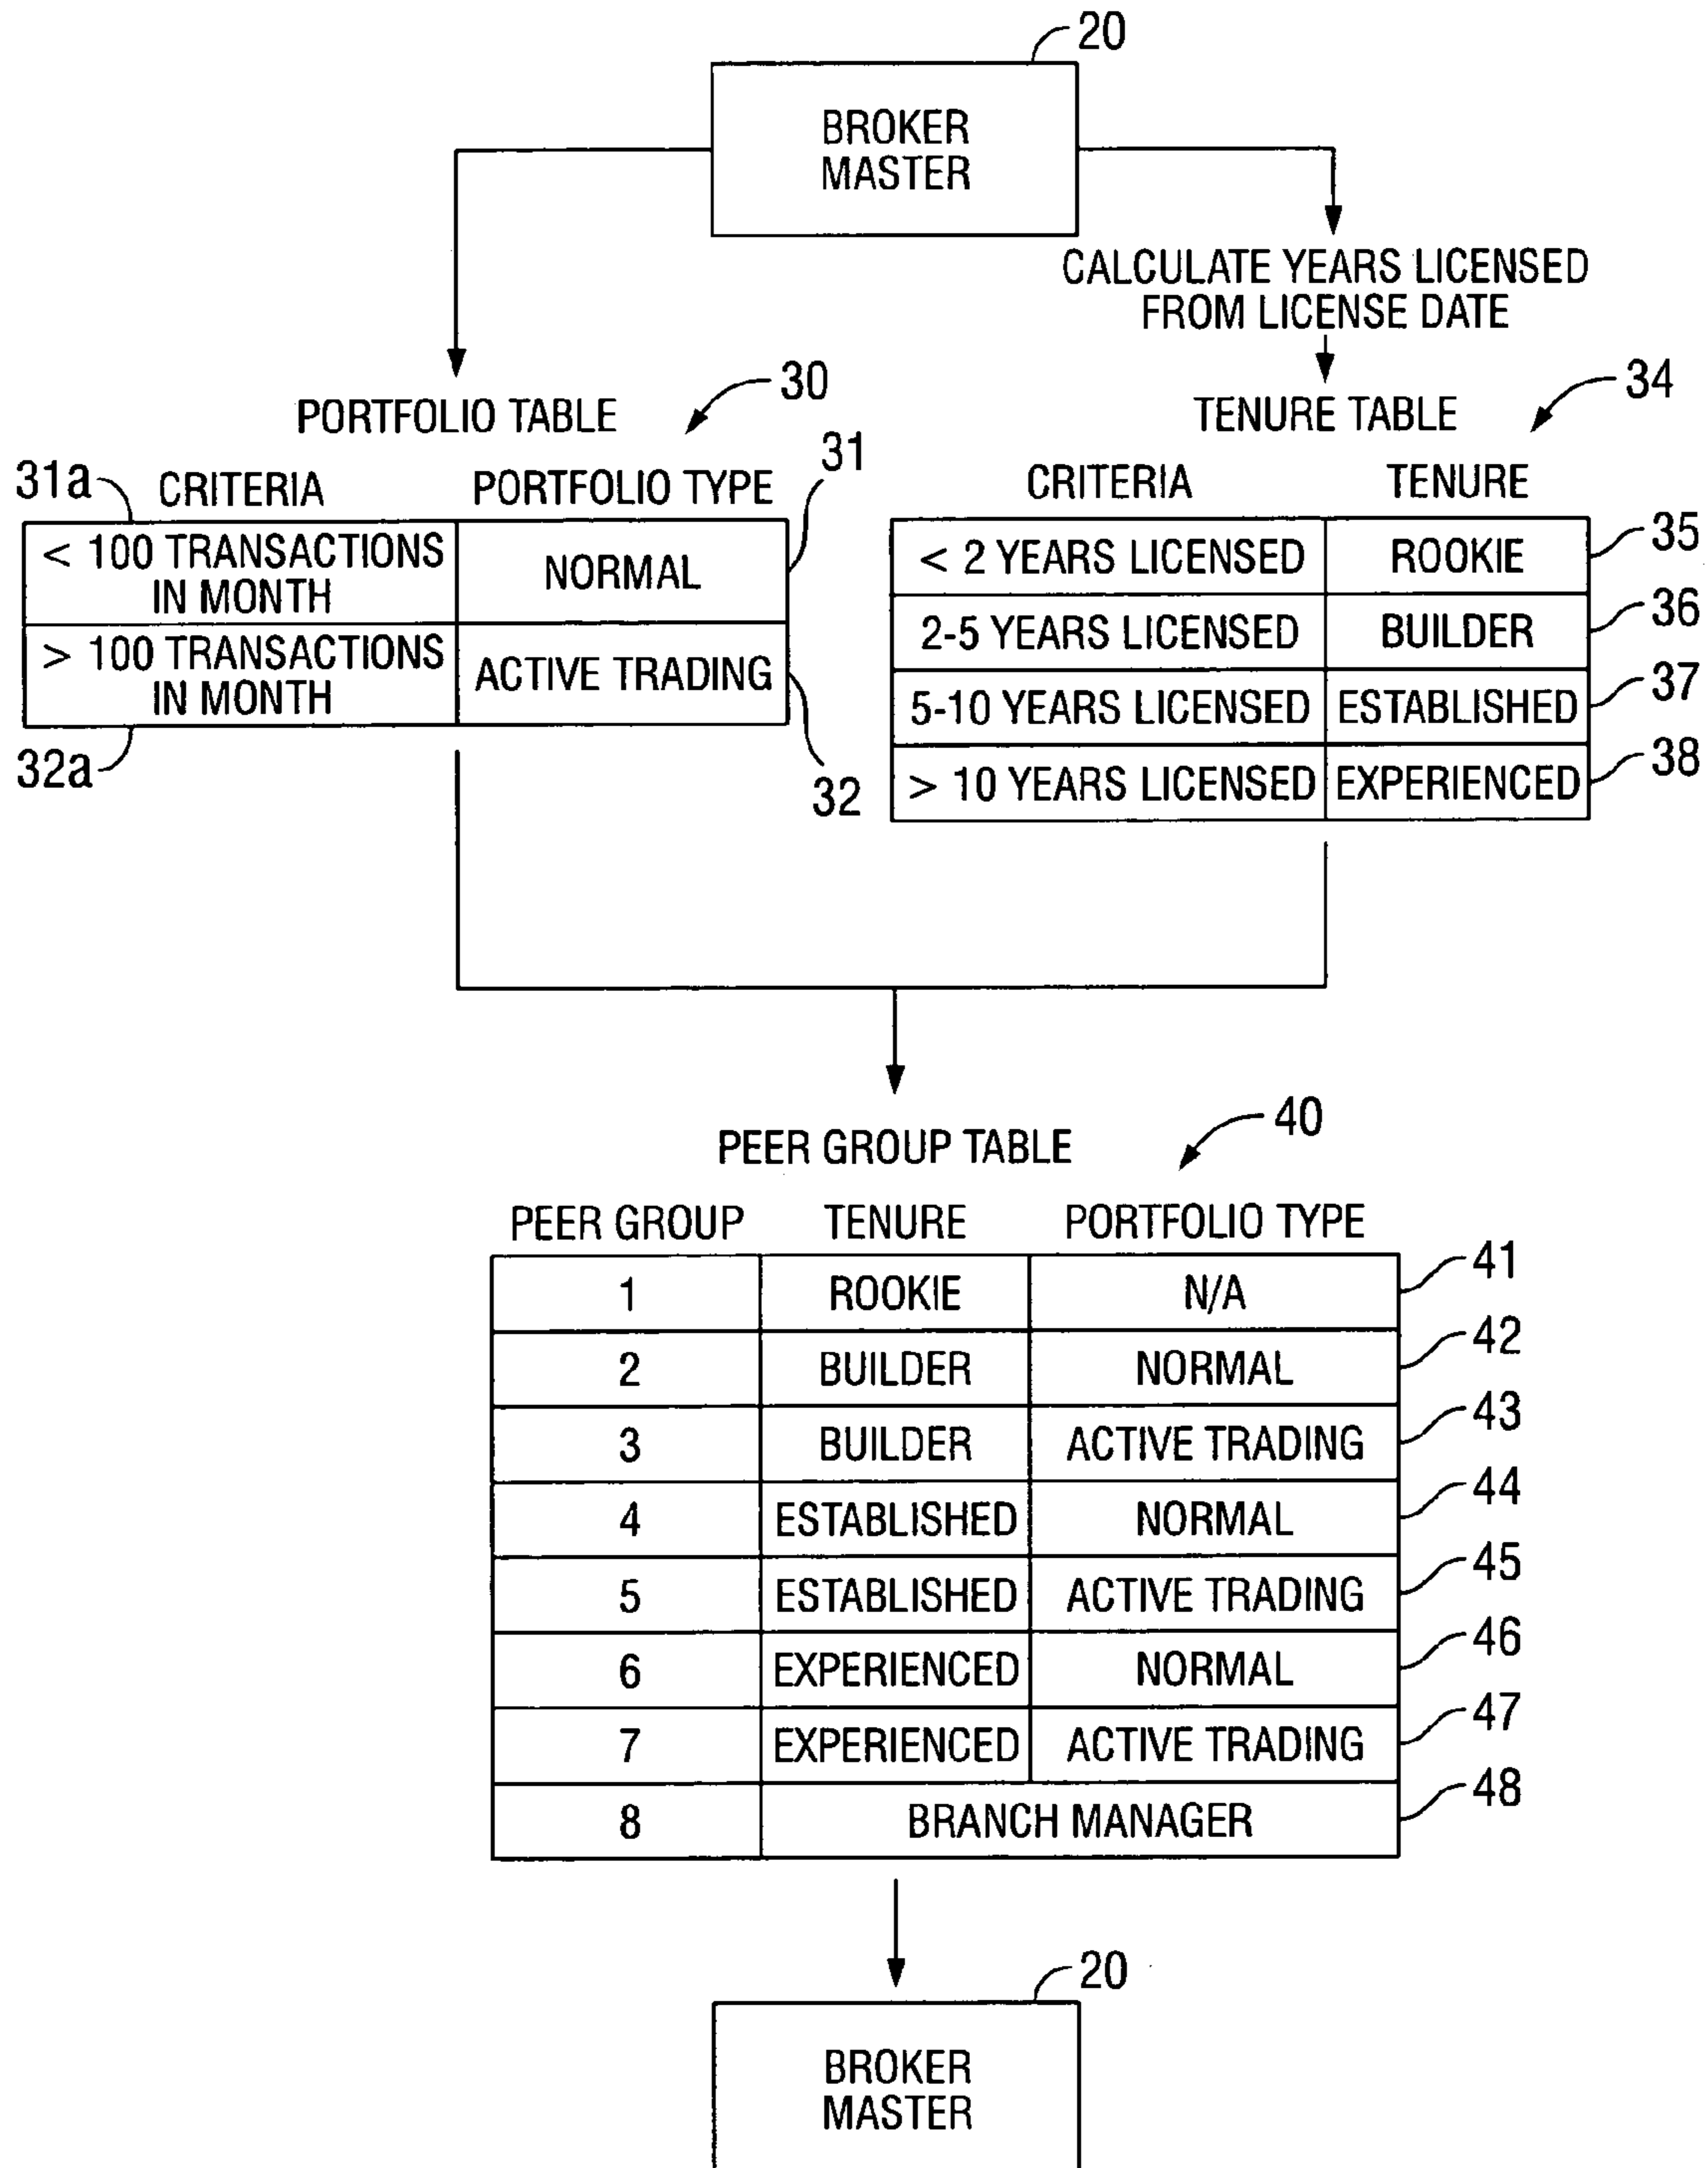 20
BROKER
MASTER
CALCULATE YEARS LICENSED
FROM LICENSE DATE
PORTFOLIO TABLE
30
31a
CRITERIA
PORTFOLIO TYPE
31
< 100 TRANSACTIONS
IN MONTH
NORMAL
> 100 TRANSACTIONS
IN MONTH
ACTIVE TRADING
32a
32
TENURE TABLE
34
CRITERIA
TENURE
< 2 YEARS LICENSED
ROOKIE
35
2-5 YEARS LICENSED
BUILDER
36
5-10 YEARS LICENSED
ESTABLISHED
37
> 10 YEARS LICENSED
EXPERIENCED
38
PEER GROUP TABLE
40
PEER GROUP
TENURE
PORTFOLIO TYPE
1
ROOKIE
N/A
41
2
BUILDER
NORMAL
42
3
BUILDER
ACTIVE TRADING
43
4
ESTABLISHED
NORMAL
44
5
ESTABLISHED
ACTIVE TRADING
45
6
EXPERIENCED
NORMAL
46
7
EXPERIENCED
ACTIVE TRADING
47
8
BRANCH MANAGER
48
20
BROKER
MASTER